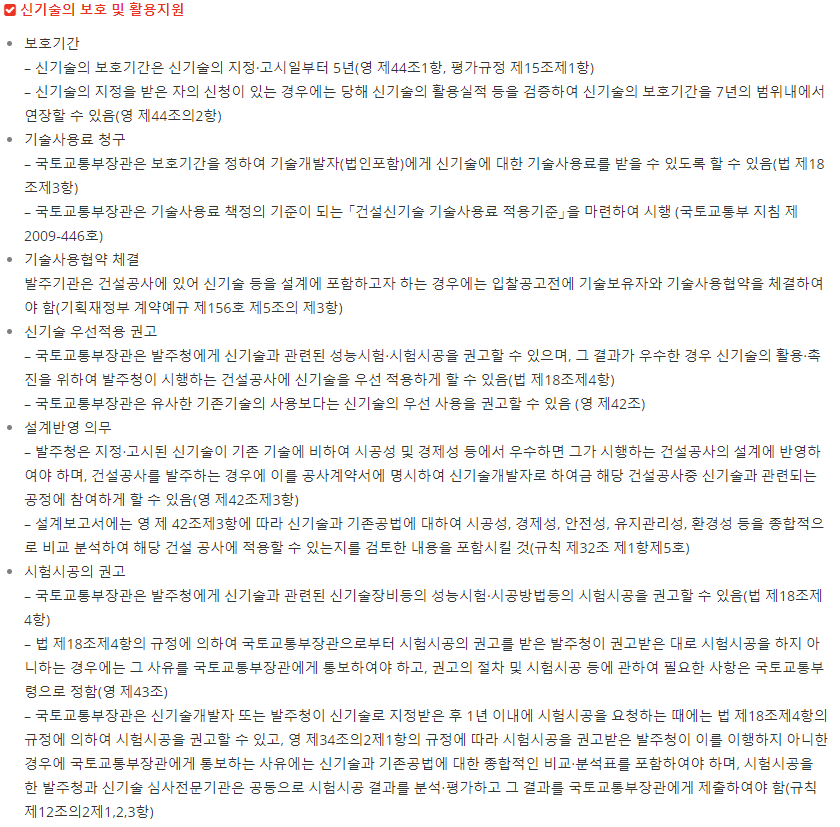 신기술의 보호 및 활용지원
보호기간
– 신기술의 보호기간은 신기술의 지정·고시일부터 5년(영 제44조1항, 평가규정 제15조제1항)
– 신기술의 지정을 받은 자의 신청이 있는 경우에는 당해 신기술의 활용실적 등을 검증하여 신기술의 보호기간을 7년의 범위내에서
연장할 수 있음(영 제44조의2항)
기술사용료 청구
– 국토교통부장관은 보호기간을 정하여 기술개발자(법인포함)에게 신기술에 대한 기술사용료를 받을 수 있도록 할 수 있음(법 제18
조제3항)
– 국토교통부장관은 기술사용료 책정의 기준이 되는 「건설신기술 기술사용료 적용기준」을 마련하여 시행 (국토교통부 지침 제
2009-446호)
기술사용협약 체결
발주기관은 건설공사에 있어 신기술 등을 설계에 포함하고자 하는 경우에는 입찰공고전에 기술보유자와 기술사용협약을 체결하여
야 함(기획재정부 계약예규 제156호 제5조의 제3항)
신기술 우선적용 권고
– 국토교통부장관은 발주청에게 신기술과 관련된 성능시험·시험시공을 권고할 수 있으며, 그 결과가 우수한 경우 신기술의 활용·촉
진을 위하여 발주청이 시행하는 건설공사에 신기술을 우선 적용하게 할 수 있음(법 제18조제4항)
– 국토교통부장관은 유사한 기존기술의 사용보다는 신기술의 우선 사용을 권고할 수 있음 (영 제42조)
설계반영 의무
– 발주청은 지정·고시된 신기술이 기존 기술에 비하여 시공성 및 경제성 등에서 우수하면 그가 시행하는 건설공사의 설계에 반영하
여야 하며, 건설공사를 발주하는 경우에 이를 공사계약서에 명시하여 신기술개발자로 하여금 해당 건설공사중 신기술과 관련되는
공정에 참여하게 할 수 있음(영 제42조제3항)
– 설계보고서에는 영 제 42조제3항에 따라 신기술과 기존공법에 대하여 시공성, 경제성, 안전성, 유지관리성, 환경성 등을 종합적으
로 비교 분석하여 해당 건설 공사에 적용할 수 있는지를 검토한 내용을 포함시킬 것(규칙 제32조 제1항제5호)
시험시공의 권고
– 국토교통부장관은 발주청에게 신기술과 관련된 신기술장비등의 성능시험·시공방법등의 시험시공을 권고할 수 있음(법 제18조제
4항)
– 법 제18조제4항의 규정에 의하여 국토교통부장관으로부터 시험시공의 권고를 받은 발주청이 권고받은 대로 시험시공을 하지 아
니하는 경우에는 그 사유를 국토교통부장관에게 통보하여야 하고, 권고의 절차 및 시험시공 등에 관하여 필요한 사항은 국토교통부
령으로 정함(영 제43조)
– 국토교통부장관은 신기술개발자 또는 발주청이 신기술로 지정받은 후 1년 이내에 시험시공을 요청하는 때에는 법 제18조제4항의
규정에 의하여 시험시공을 권고할 수 있고, 영 제34조의2제1항의 규정에 따라 시험시공을 권고받은 발주청이 이를 이행하지 아니한
경우에 국토교통부장관에게 통보하는 사유에는 신기술과 기존공법에 대한 종합적인 비교·분석표를 포함하여야 하며, 시험시공을
한 발주청과 신기술 심사전문기관은 공동으로 시험시공 결과를 분석·평가하고 그 결과를 국토교통부장관에게 제출하여야 함(규칙
제12조의2제1,2,3항)